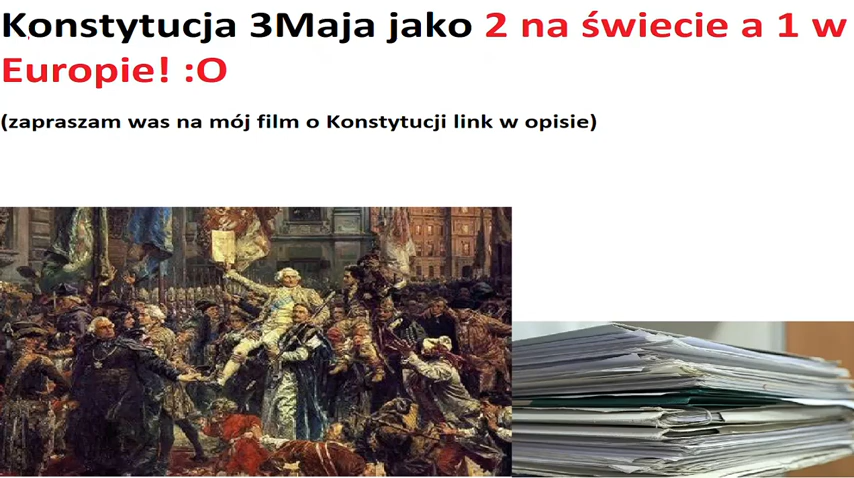 Konstytucja 3Maja jako 2 na świecie a 1 w
Europie! :O
(zapraszam was na mój film o Konstytucji link w opisie)